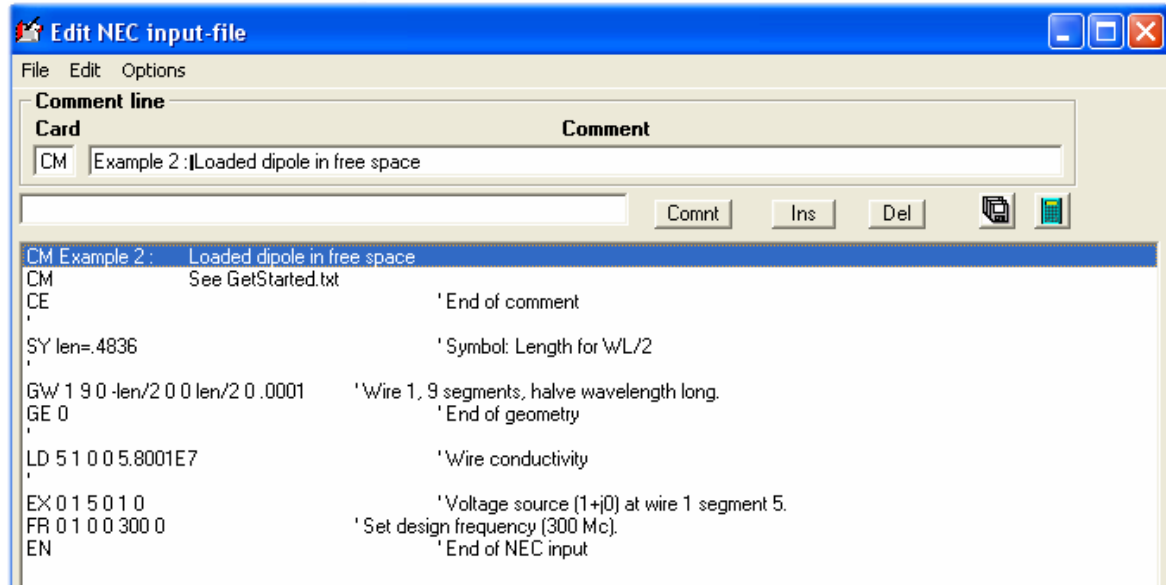 Edit NEC input-file
File Edit Options
Comment line
Card Comment
CM Example 2 : Loaded dipole in free space
Comnt Ins Del
CM Example 2 : Loaded dipole in free space
CM See GetStarted.txt
CE ' End of comment
'
SY len=.4836 ' Symbol: Length for WL/2
'
GW 1 9 0 -len/2 0 0 len/2 0 .0001 ' Wire 1, 9 segments, halve wavelength long.
GE 0 ' End of geometry
'
LD 5 1 0 0 5.8001E7 ' Wire conductivity
'
EX 0 1 5 0 1 0 ' Voltage source (1+j0) at wire 1 segment 5.
FR 0 1 0 0 300 0 ' Set design frequency (300 Mc).
EN ' End of NEC input